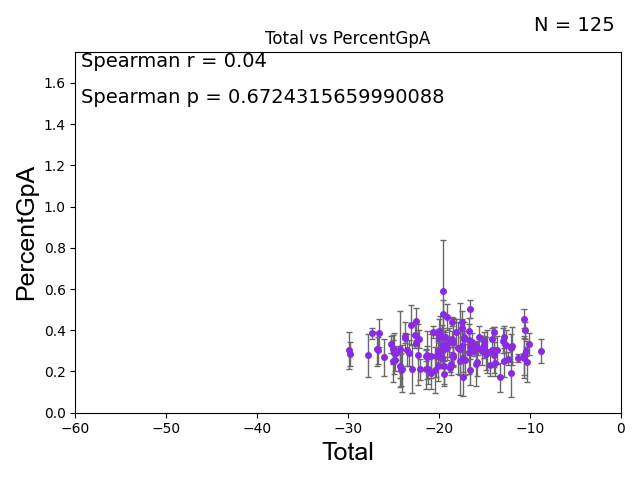 N = 125
Total vs PercentGpA
Spearman r = 0.04
Spearman p = 0.6724315659990088
PercentGpA
1.6
1.4
1.2
1.0
0.8
0.6
0.4
0.2
0.0
−60 −50 −40 −30 −20 −10 0
Total